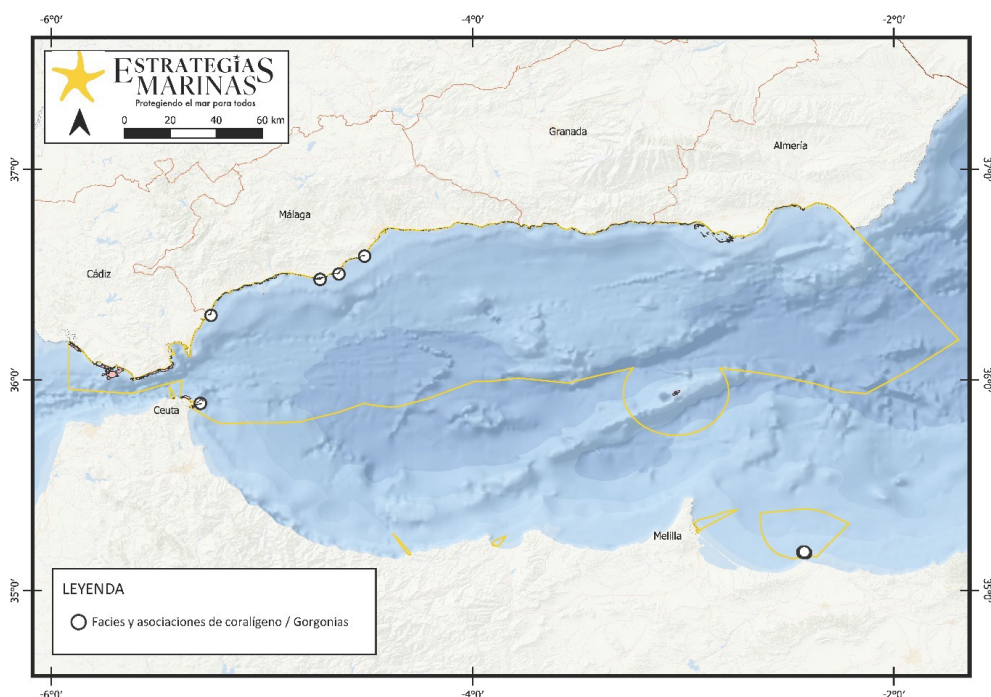 -6°0'
-4°0'
-2°0'
ESTRATEGIAS
MARINAS
Protegiendo el mar para todos
0 20 40 60 km
Granada
Almería
37°0'
37°0'
Málaga
Cádiz
36°0'
36°0'
Ceuta
Melilla
LEYENDA
Facies y asociaciones de coralígeno / Gorgonias
35°0'
35°0'
-6°0'
-4°0'
-2°0'